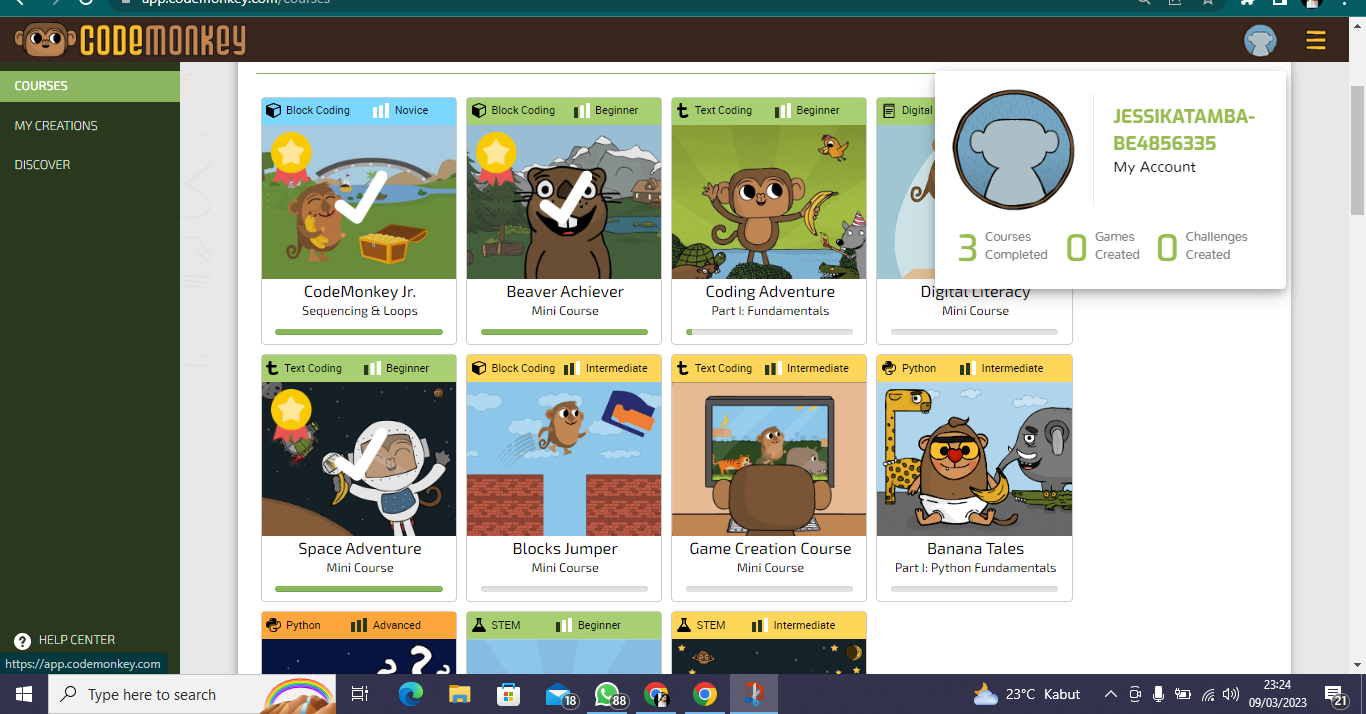 app.codemonkey.com/courses
CODEMONKEY
COURSES
MY CREATIONS
DISCOVER
HELP CENTER
https://app.codemonkey.com
JESSIKATAMBA-
BE4856335
My Account
3 Courses Completed 0 Games Created 0 Challenges Created
Block Coding Novice
Block Coding Beginner
Text Coding Beginner
Digital
CodeMonkey Jr.
Sequencing & Loops
Beaver Achiever
Mini Course
Coding Adventure
Part I: Fundamentals
Digital Literacy
Mini Course
Text Coding Beginner
Block Coding Intermediate
Text Coding Intermediate
Python Intermediate
Space Adventure
Mini Course
Blocks Jumper
Mini Course
Game Creation Course
Mini Course
Banana Tales
Part I: Python Fundamentals
Python Advanced
STEM Beginner
STEM Intermediate
Type here to search
18
88
23°C Kabut
23:24
09/03/2023
21